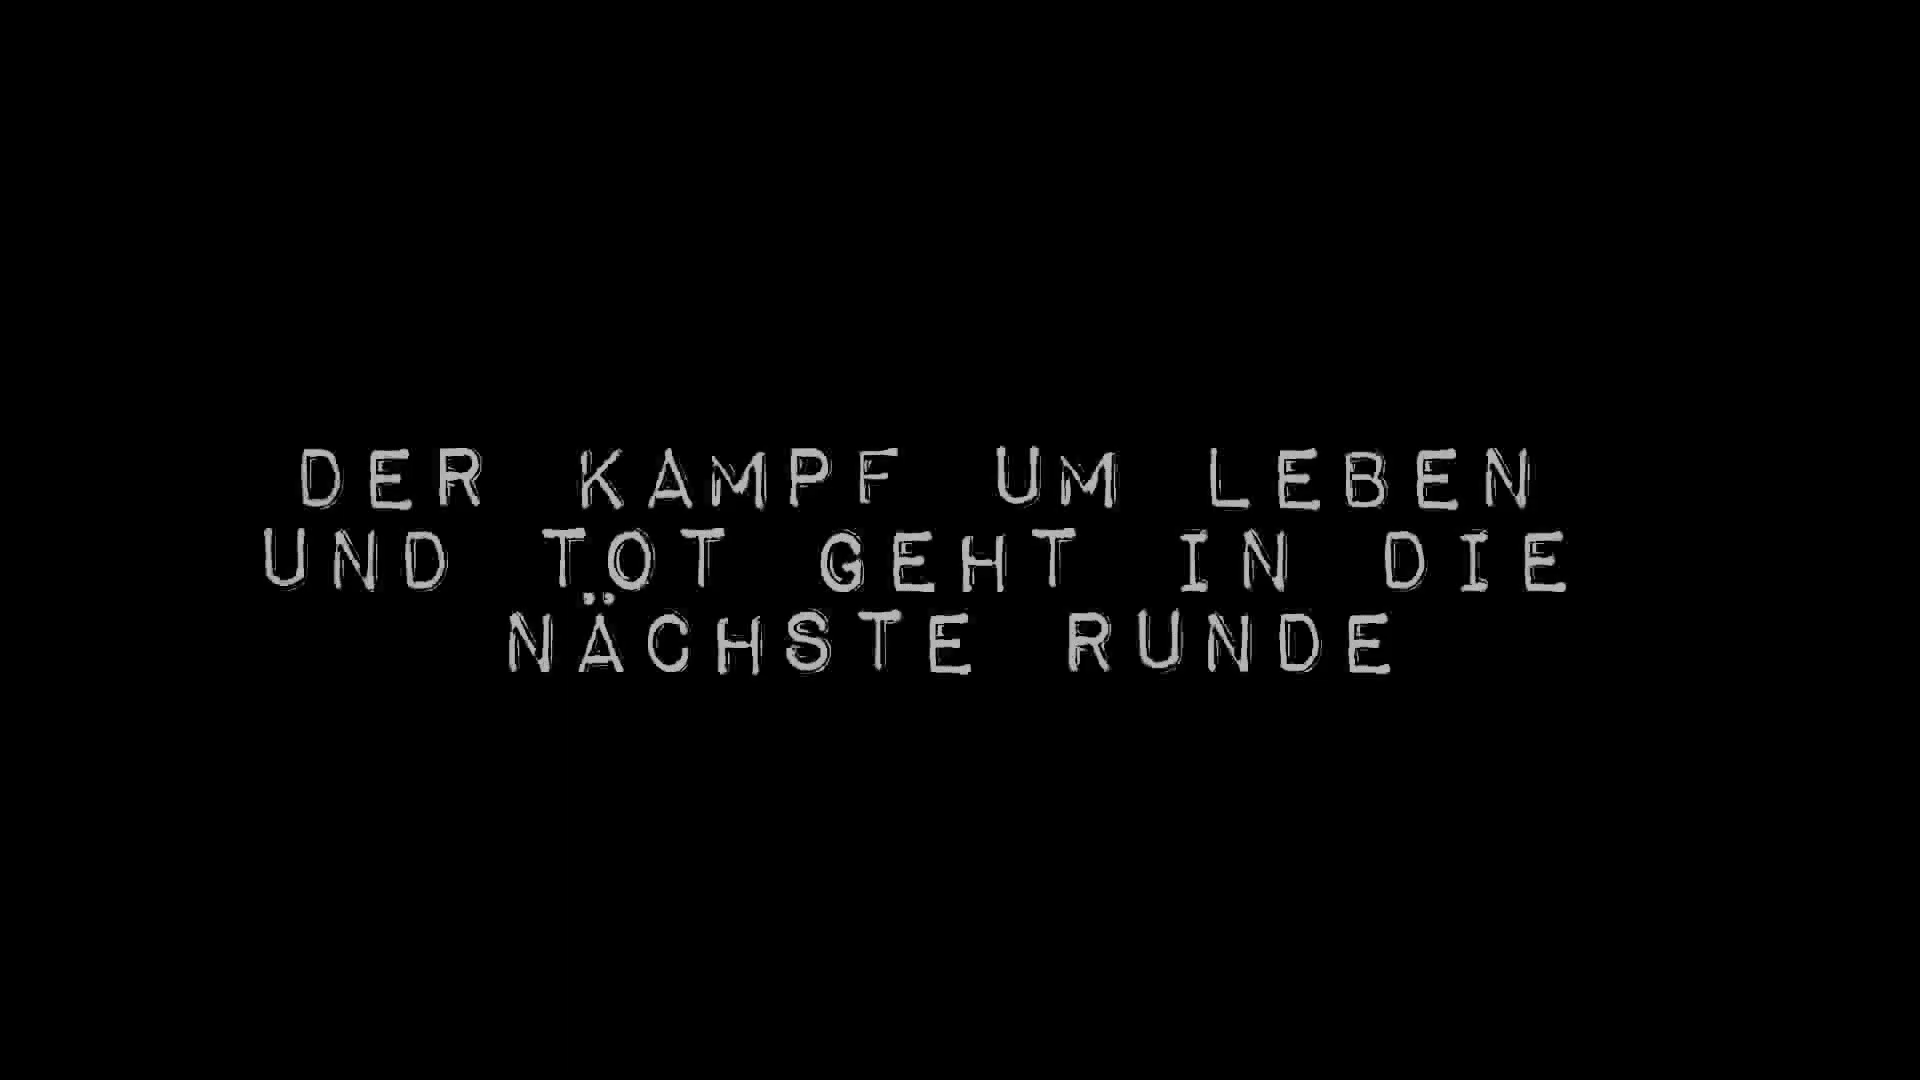 DER KAMPF UM LEBEN
UND TOT GEHT IN DIE
NÄCHSTE RUNDE